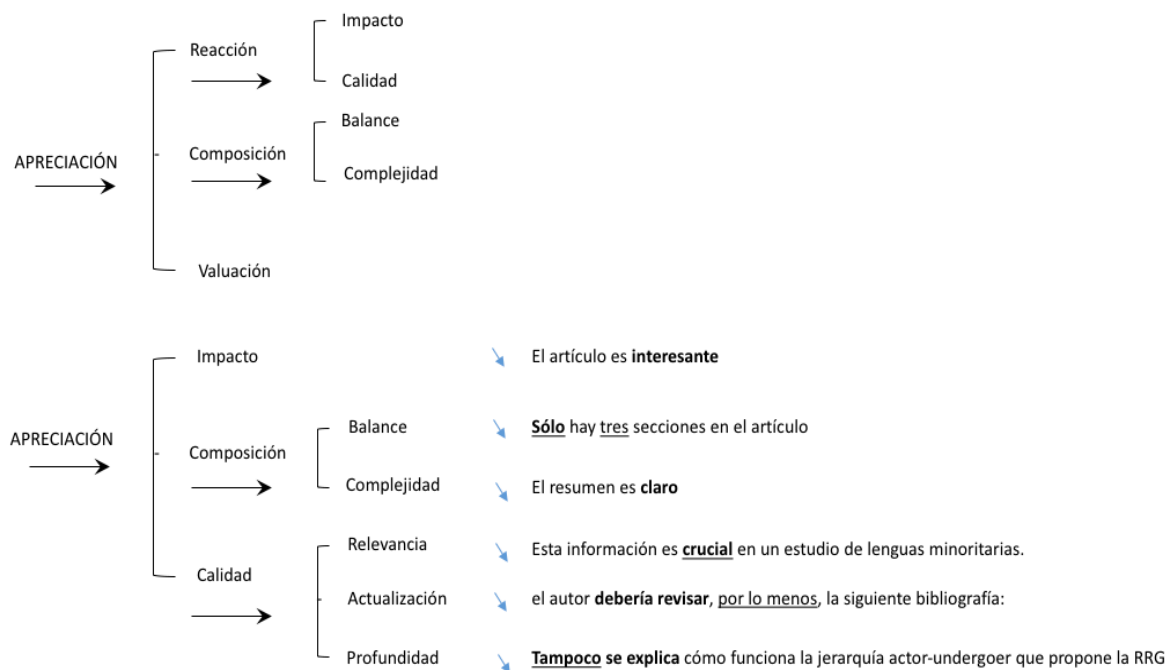 Impacto
Reacción
Calidad
Balance
APRECIACIÓN
Composición
Complejidad
Valuación
Impacto
El artículo es interesante
APRECIACIÓN
Composición
Balance
Sólo hay tres secciones en el artículo
Complejidad
El resumen es claro
Calidad
Relevancia
Esta información es crucial en un estudio de lenguas minoritarias.
Actualización
el autor debería revisar, por lo menos, la siguiente bibliografía:
Profundidad
Tampoco se explica cómo funciona la jerarquía actor-undergoer que propone la RRG